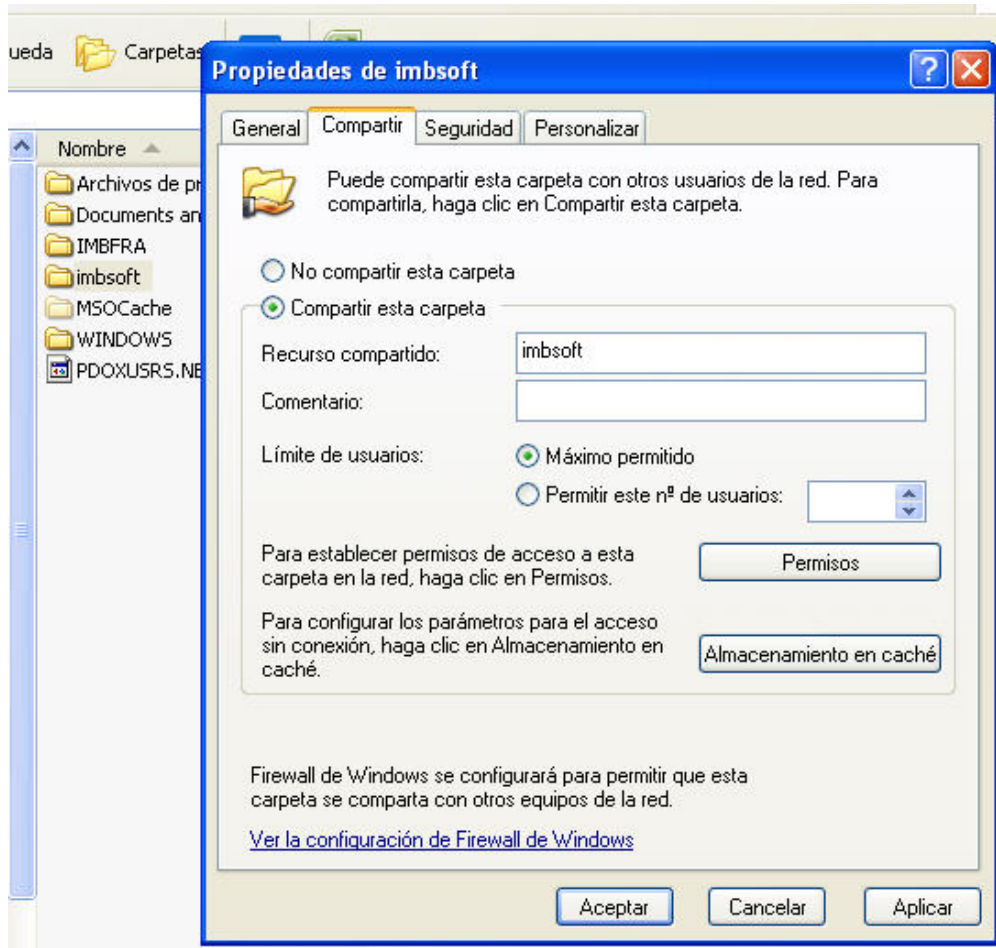 ueda Carpetas
Propiedades de imbsoft
General Compartir Seguridad Personalizar
Nombre
Archivos de pr
Documents an
IMBFRA
imbsoft
MSOCache
WINDOWS
PDOXUSRS.NE
Puede compartir esta carpeta con otros usuarios de la red. Para
compartirla, haga clic en Compartir esta carpeta.
No compartir esta carpeta
Compartir esta carpeta
Recurso compartido: imbsoft
Comentario:
Límite de usuarios: Máximo permitido
Permitir este nº de usuarios:
Para establecer permisos de acceso a esta
carpeta en la red, haga clic en Permisos.
Permisos
Para configurar los parámetros para el acceso
sin conexión, haga clic en Almacenamiento en
caché.
Almacenamiento en caché
Firewall de Windows se configurará para permitir que esta
carpeta se comparta con otros equipos de la red.
Ver la configuración de Firewall de Windows
Aceptar Cancelar Aplicar